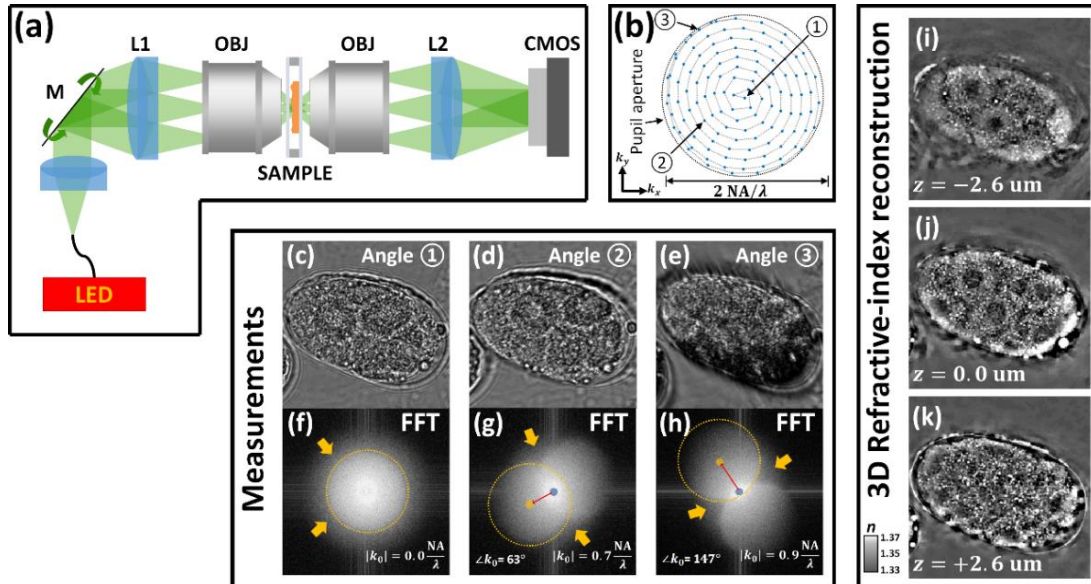 (a)
L1
OBJ
OBJ
L2
CMOS
M
SAMPLE
LED
(b)
③
①
②
Pupil aperture
k_y
k_x
2 NA/λ
Measurements
(c)
Angle ①
(d)
Angle ②
(e)
Angle ③
(f)
FFT
|k₀| = 0.0 NA/λ
(g)
FFT
∠k₀= 63°
|k₀| = 0.7 NA/λ
(h)
FFT
∠k₀= 147°
|k₀| = 0.9 NA/λ
3D Refractive-index reconstruction
(i)
z = −2.6 um
(j)
z = 0.0 um
(k)
n
1.37
1.35
1.33
z = +2.6 um